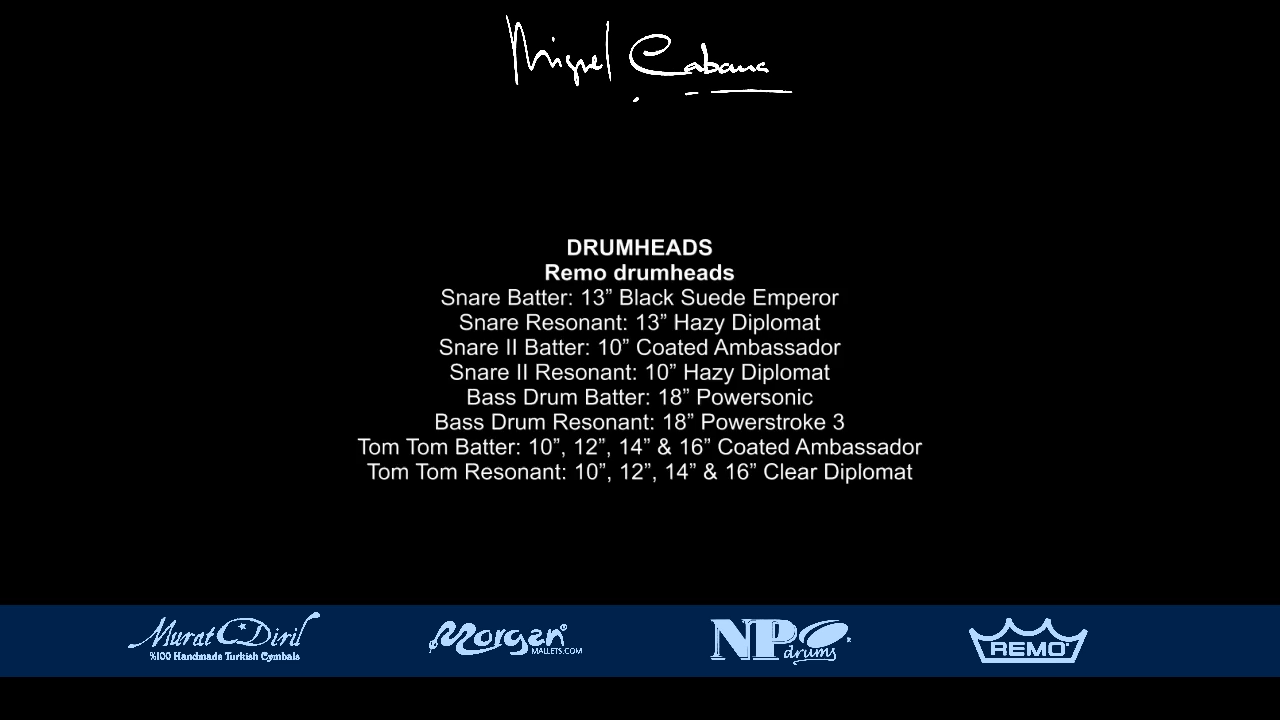 Miguel Cabana
DRUMHEADS
Remo drumheads
Snare Batter: 13” Black Suede Emperor
Snare Resonant: 13” Hazy Diplomat
Snare II Batter: 10” Coated Ambassador
Snare II Resonant: 10” Hazy Diplomat
Bass Drum Batter: 18” Powersonic
Bass Drum Resonant: 18” Powerstroke 3
Tom Tom Batter: 10”, 12”, 14” & 16” Coated Ambassador
Tom Tom Resonant: 10”, 12”, 14” & 16” Clear Diplomat
Murat Diril
%100 Handmade Turkish Cymbals
Morgan®
MALLETS.COM
NP
drums
REMO